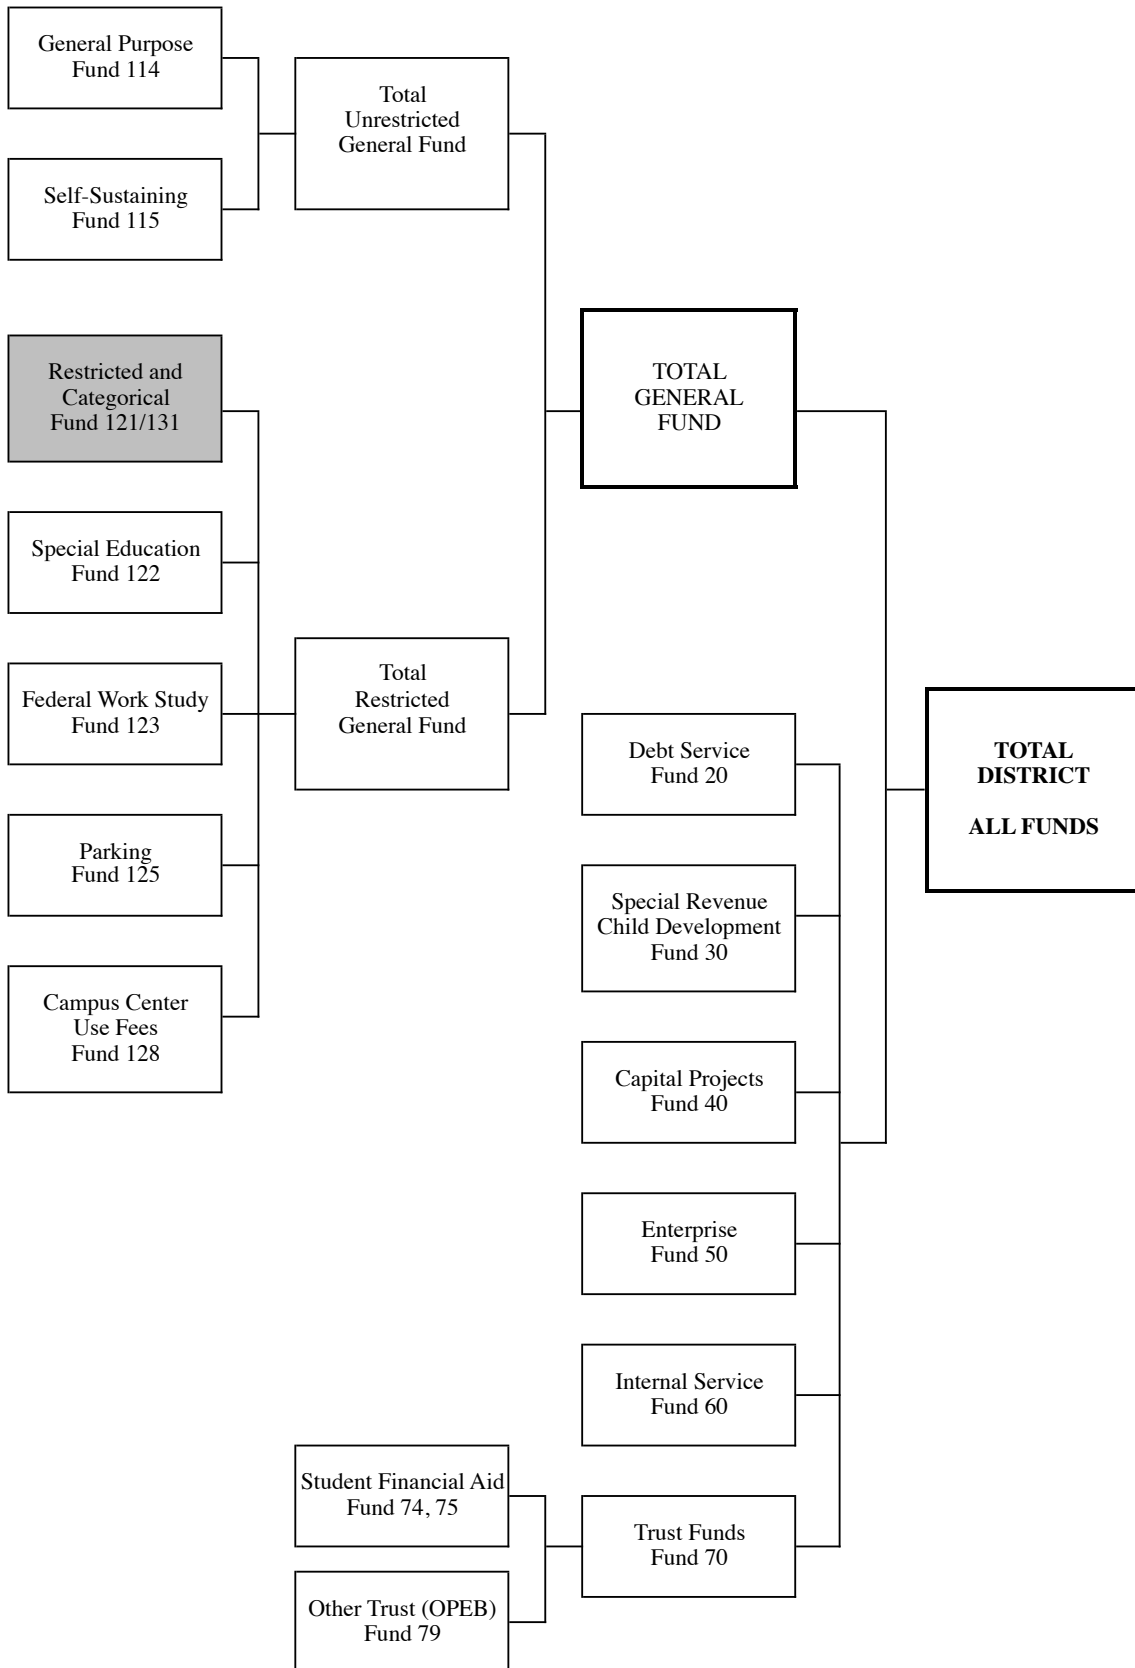 General Purpose
Fund 114
Total
Unrestricted
General Fund
Self-Sustaining
Fund 115
Restricted and
Categorical
Fund 121/131
TOTAL
GENERAL
FUND
Special Education
Fund 122
Federal Work Study
Fund 123
Total
Restricted
General Fund
Debt Service
Fund 20
TOTAL
DISTRICT
ALL FUNDS
Parking
Fund 125
Special Revenue
Child Development
Fund 30
Campus Center
Use Fees
Fund 128
Capital Projects
Fund 40
Enterprise
Fund 50
Internal Service
Fund 60
Student Financial Aid
Fund 74, 75
Trust Funds
Fund 70
Other Trust (OPEB)
Fund 79